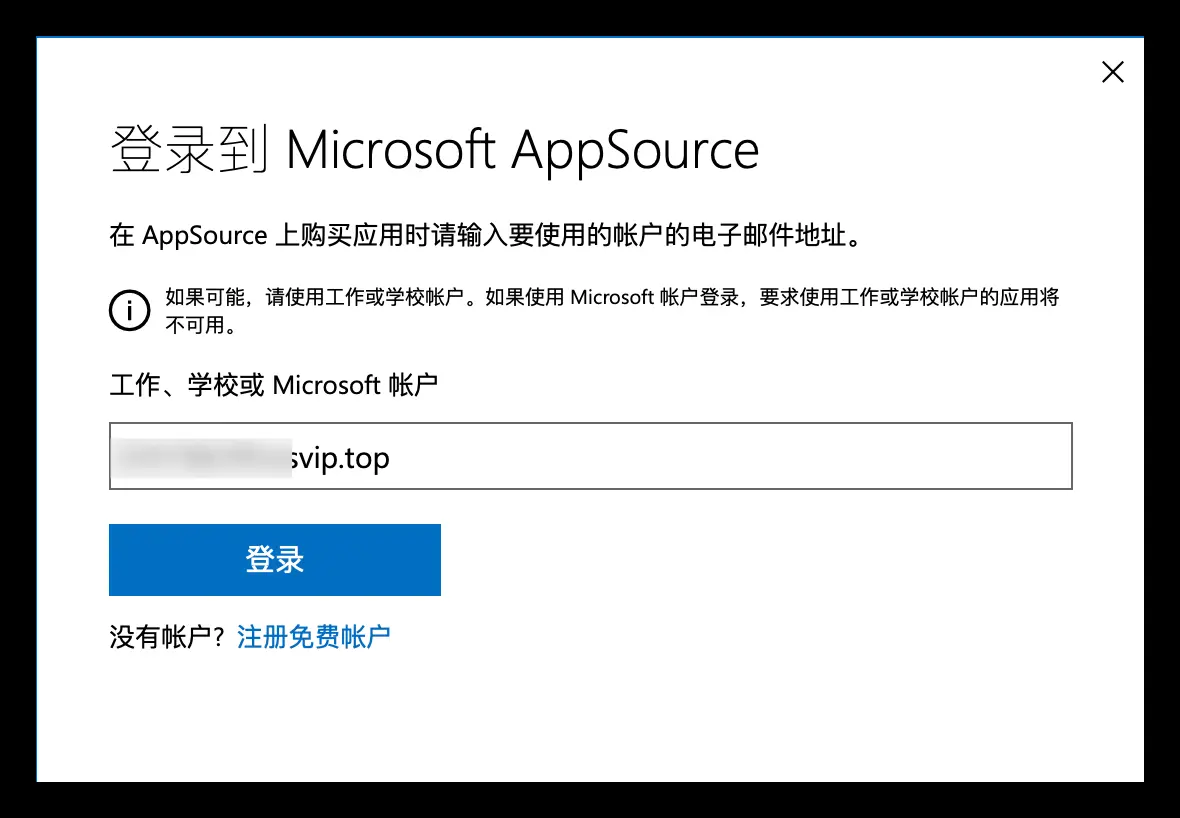 登录到 Microsoft AppSource
在 AppSource 上购买应用时请输入要使用的帐户的电子邮件地址。
如果可能，请使用工作或学校帐户。如果使用 Microsoft 帐户登录，要求使用工作或学校帐户的应用将
不可用。
工作、学校或 Microsoft 帐户
svip.top
登录
没有帐户? 注册免费帐户